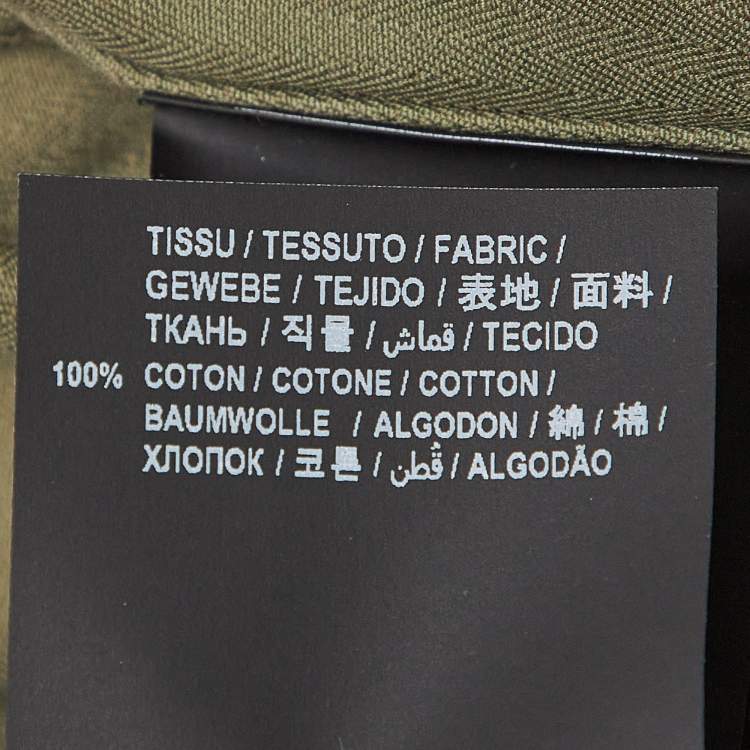 TISSU / TESSUTO / FABRIC /
GEWEBE / TEJIDO / 表地 / 面料 /
ТКАНЬ / 직물 / قماش / TECIDO
100% COTON / COTONE / COTTON /
BAUMWOLLE / ALGODON / 綿 / 棉 /
ХЛОПОК / 코튼 / قُطن / ALGODÃO